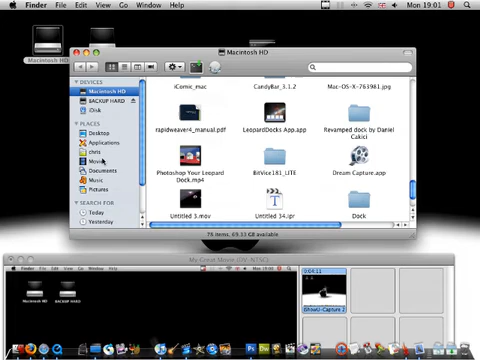 Finder File Edit View Go Window Help
Mon 19:01
Macintosh HD
Macintosh HD
DEVICES
Macintosh HD
BACKUP HARD
iDisk
PLACES
Desktop
Applications
chris
Movies
Documents
Music
Pictures
SEARCH FOR
Today
Yesterday
iComic_mac
CandyBar_3.1.2
Mac-OS-X-763981.jpg
rapidweaver4_manual.pdf
LeopardDocks App.app
Revamped dock by Daniel
Cakici
Photoshop Your Leopard
Dock.mp4
BitVice181_LITE
Dream Capture.app
Untitled 3.mov
Untitled 34.ipr
Dock
78 items, 69.33 GB available
My Great Movie (DV-NTSC)
Macintosh HD
BACKUP HARD
0:04:11